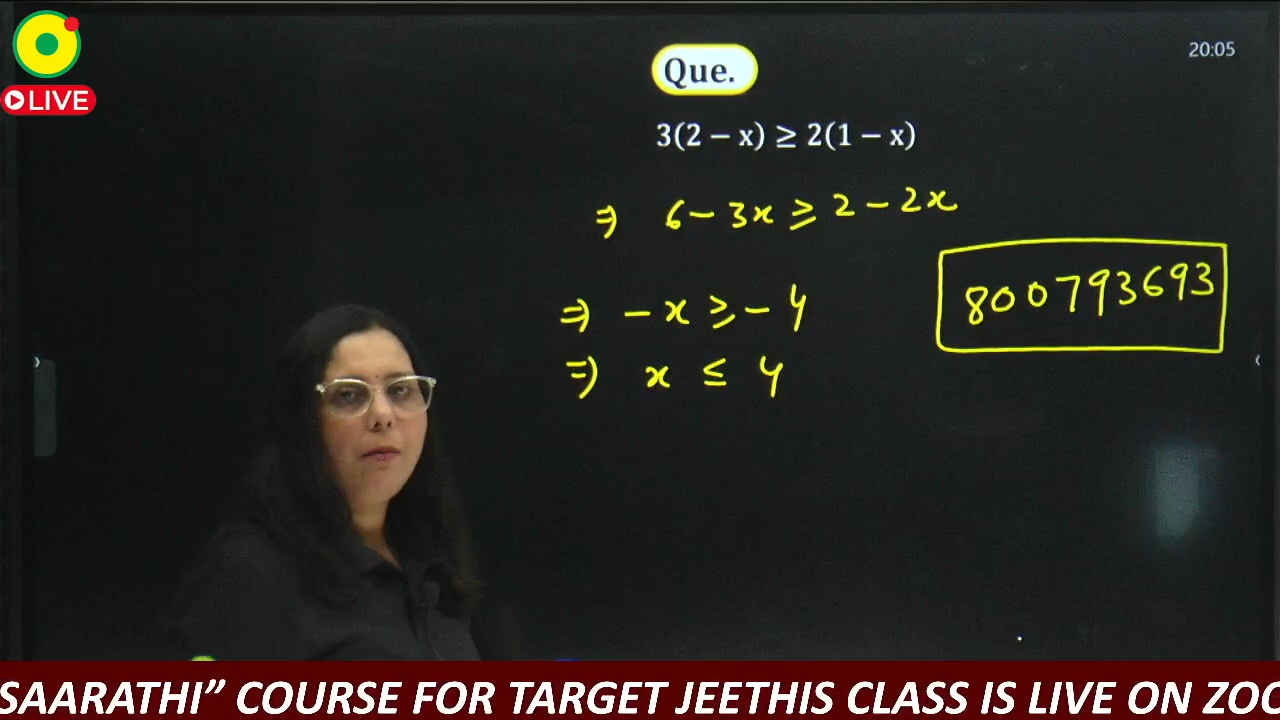 LIVE
20:05
Que.
3(2 − x) ≥ 2(1 − x)
⇒ 6 − 3x ≥ 2 − 2x
⇒ − x ≥ − 4
⇒ x ≤ 4
800793693
SAARATHI” COURSE FOR TARGET JEETHIS CLASS IS LIVE ON ZOO